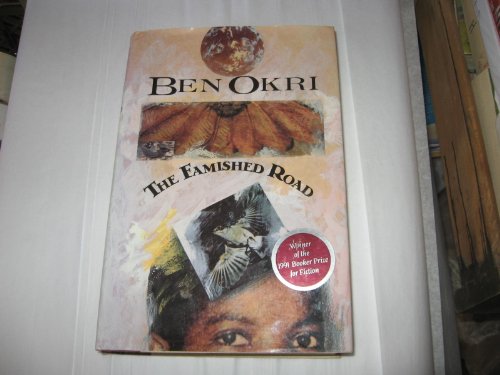 BEN OKRI
THE FAMISHED ROAD
Winner
of the
1991 Booker Prize
for Fiction